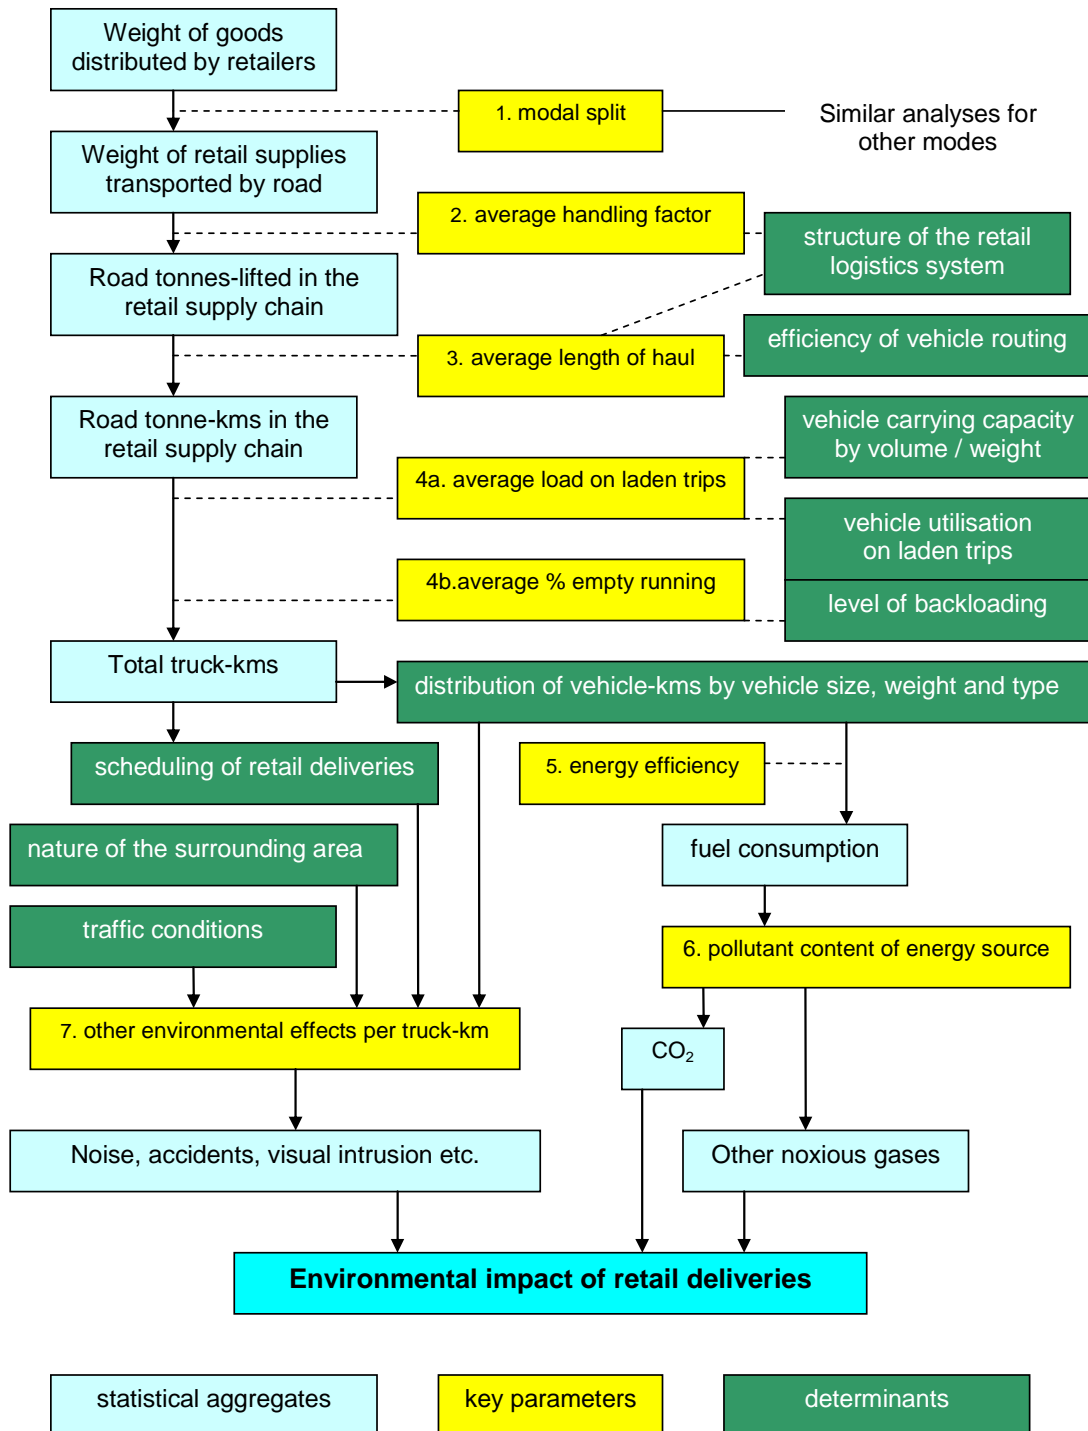 Weight of goods
distributed by retailers
1. modal split
Similar analyses for
other modes
Weight of retail supplies
transported by road
2. average handling factor
structure of the retail
logistics system
Road tonnes-lifted in the
retail supply chain
3. average length of haul
efficiency of vehicle routing
Road tonne-kms in the
retail supply chain
vehicle carrying capacity
by volume / weight
4a. average load on laden trips
vehicle utilisation
on laden trips
4b.average % empty running
level of backloading
Total truck-kms
distribution of vehicle-kms by vehicle size, weight and type
scheduling of retail deliveries
5. energy efficiency
nature of the surrounding area
fuel consumption
traffic conditions
6. pollutant content of energy source
7. other environmental effects per truck-km
CO₂
Noise, accidents, visual intrusion etc.
Other noxious gases
Environmental impact of retail deliveries
statistical aggregates
key parameters
determinants